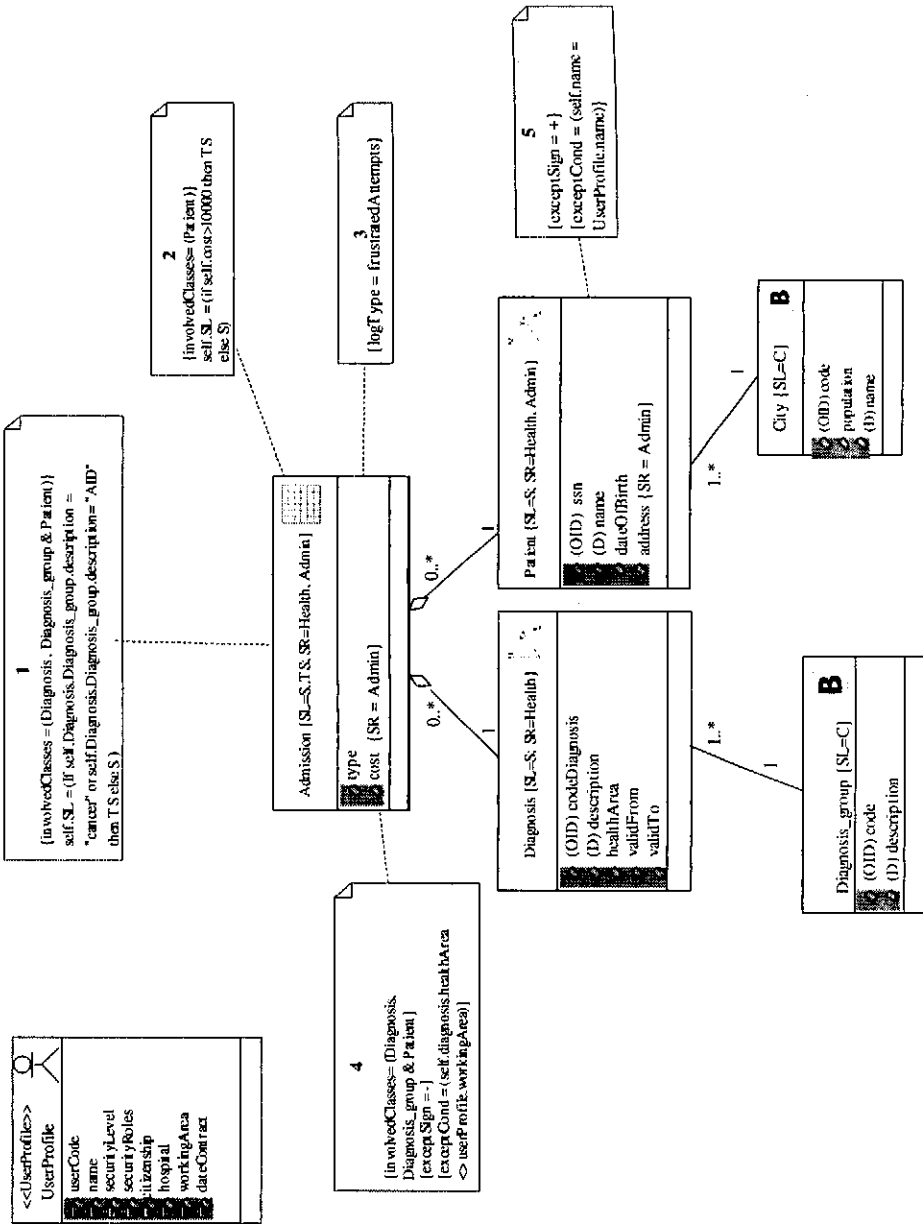 <<UserProfile>>
UserProfile
userCode
name
securityLevel
securityRoles
citizenship
hospital
workingArea
dateContract
1
{involvedClasses = (Diagnosis, Diagnosis_group & Patient)}
self.SL = (If self.Diagnosis.Diagnosis_group.description =
"cancer" or self.Diagnosis.Diagnosis_group.description= "AID"
then TS else S )
2
{involvedClasses= (Patient)}
self.SL = (if self.cost>10000 then TS
else S)
3
{logType = frustratedAttempts}
4
{involvedClasses= (Diagnosis,
Diagnosis_group & Patient}
{exceptSign = -}
{exceptCond = (self.diagnosis.healthArea
<> userProfile.workingArea)}
Admission {SL=S,TS; SR=Health, Admin}
type
cost {SR = Admin}
0..*
0..*
1
1
5
{exceptSign = +}
{exceptCond = (self.name =
UserProfile.name)}
Diagnosis {SL=S; SR=Health}
(OID) codeDiagnosis
(D) description
healthArea
validFrom
validTo
Patient {SL=S; SR=Health, Admin}
(OID) ssn
(D) name
dateOfBirth
address {SR = Admin}
1..*
1
1..*
1
Diagnosis_group {SL=C}
B
(OID) code
(D) description
City {SL=C}
B
(OID) code
population
(D) name